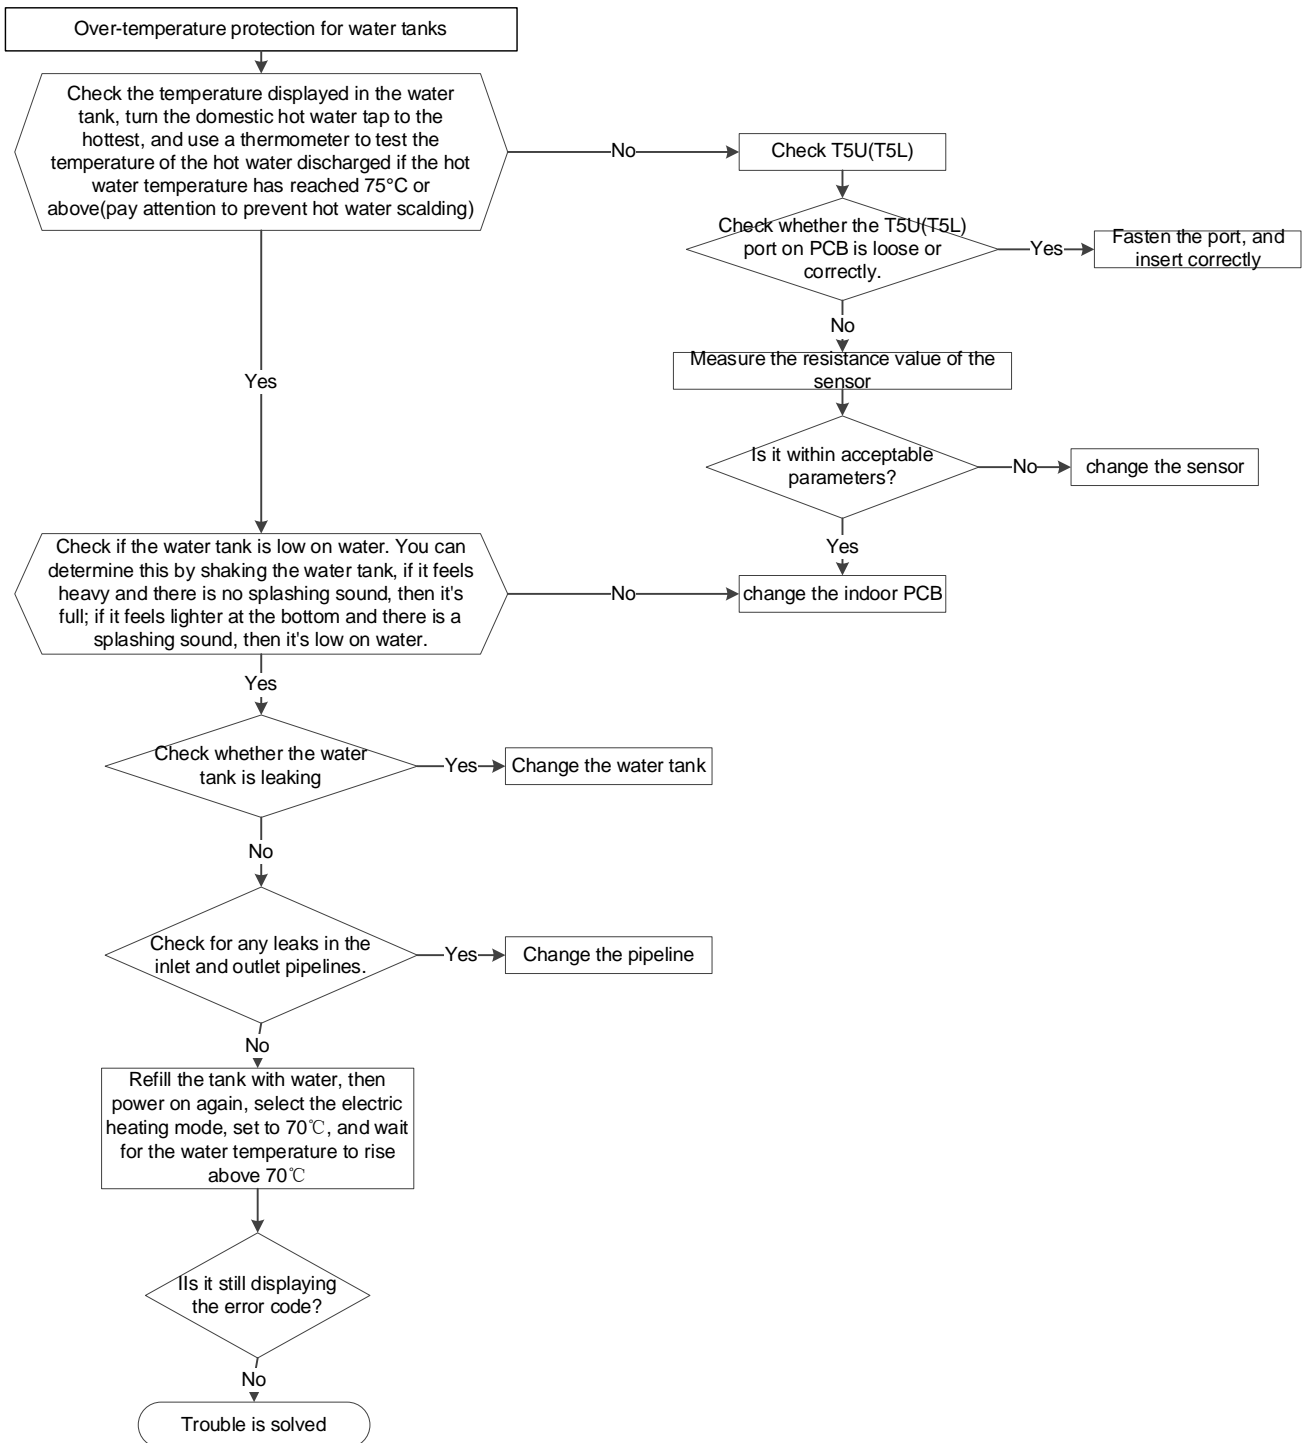 Over-temperature protection for water tanks
Check the temperature displayed in the water
tank, turn the domestic hot water tap to the
hottest, and use a thermometer to test the
temperature of the hot water discharged if the hot
water temperature has reached 75°C or
above(pay attention to prevent hot water scalding)
No
Check T5U(T5L)
Check whether the T5U(T5L)
port on PCB is loose or
correctly.
Yes
Fasten the port, and
insert correctly
No
Measure the resistance value of the
sensor
Yes
Is it within acceptable
parameters?
No
change the sensor
Yes
Check if the water tank is low on water. You can
determine this by shaking the water tank, if it feels
heavy and there is no splashing sound, then it's
full; if it feels lighter at the bottom and there is a
splashing sound, then it's low on water.
No
change the indoor PCB
Yes
Check whether the water
tank is leaking
Yes
Change the water tank
No
Check for any leaks in the
inlet and outlet pipelines.
Yes
Change the pipeline
No
Refill the tank with water, then
power on again, select the electric
heating mode, set to 70℃, and wait
for the water temperature to rise
above 70℃
IIs it still displaying
the error code?
No
Trouble is solved